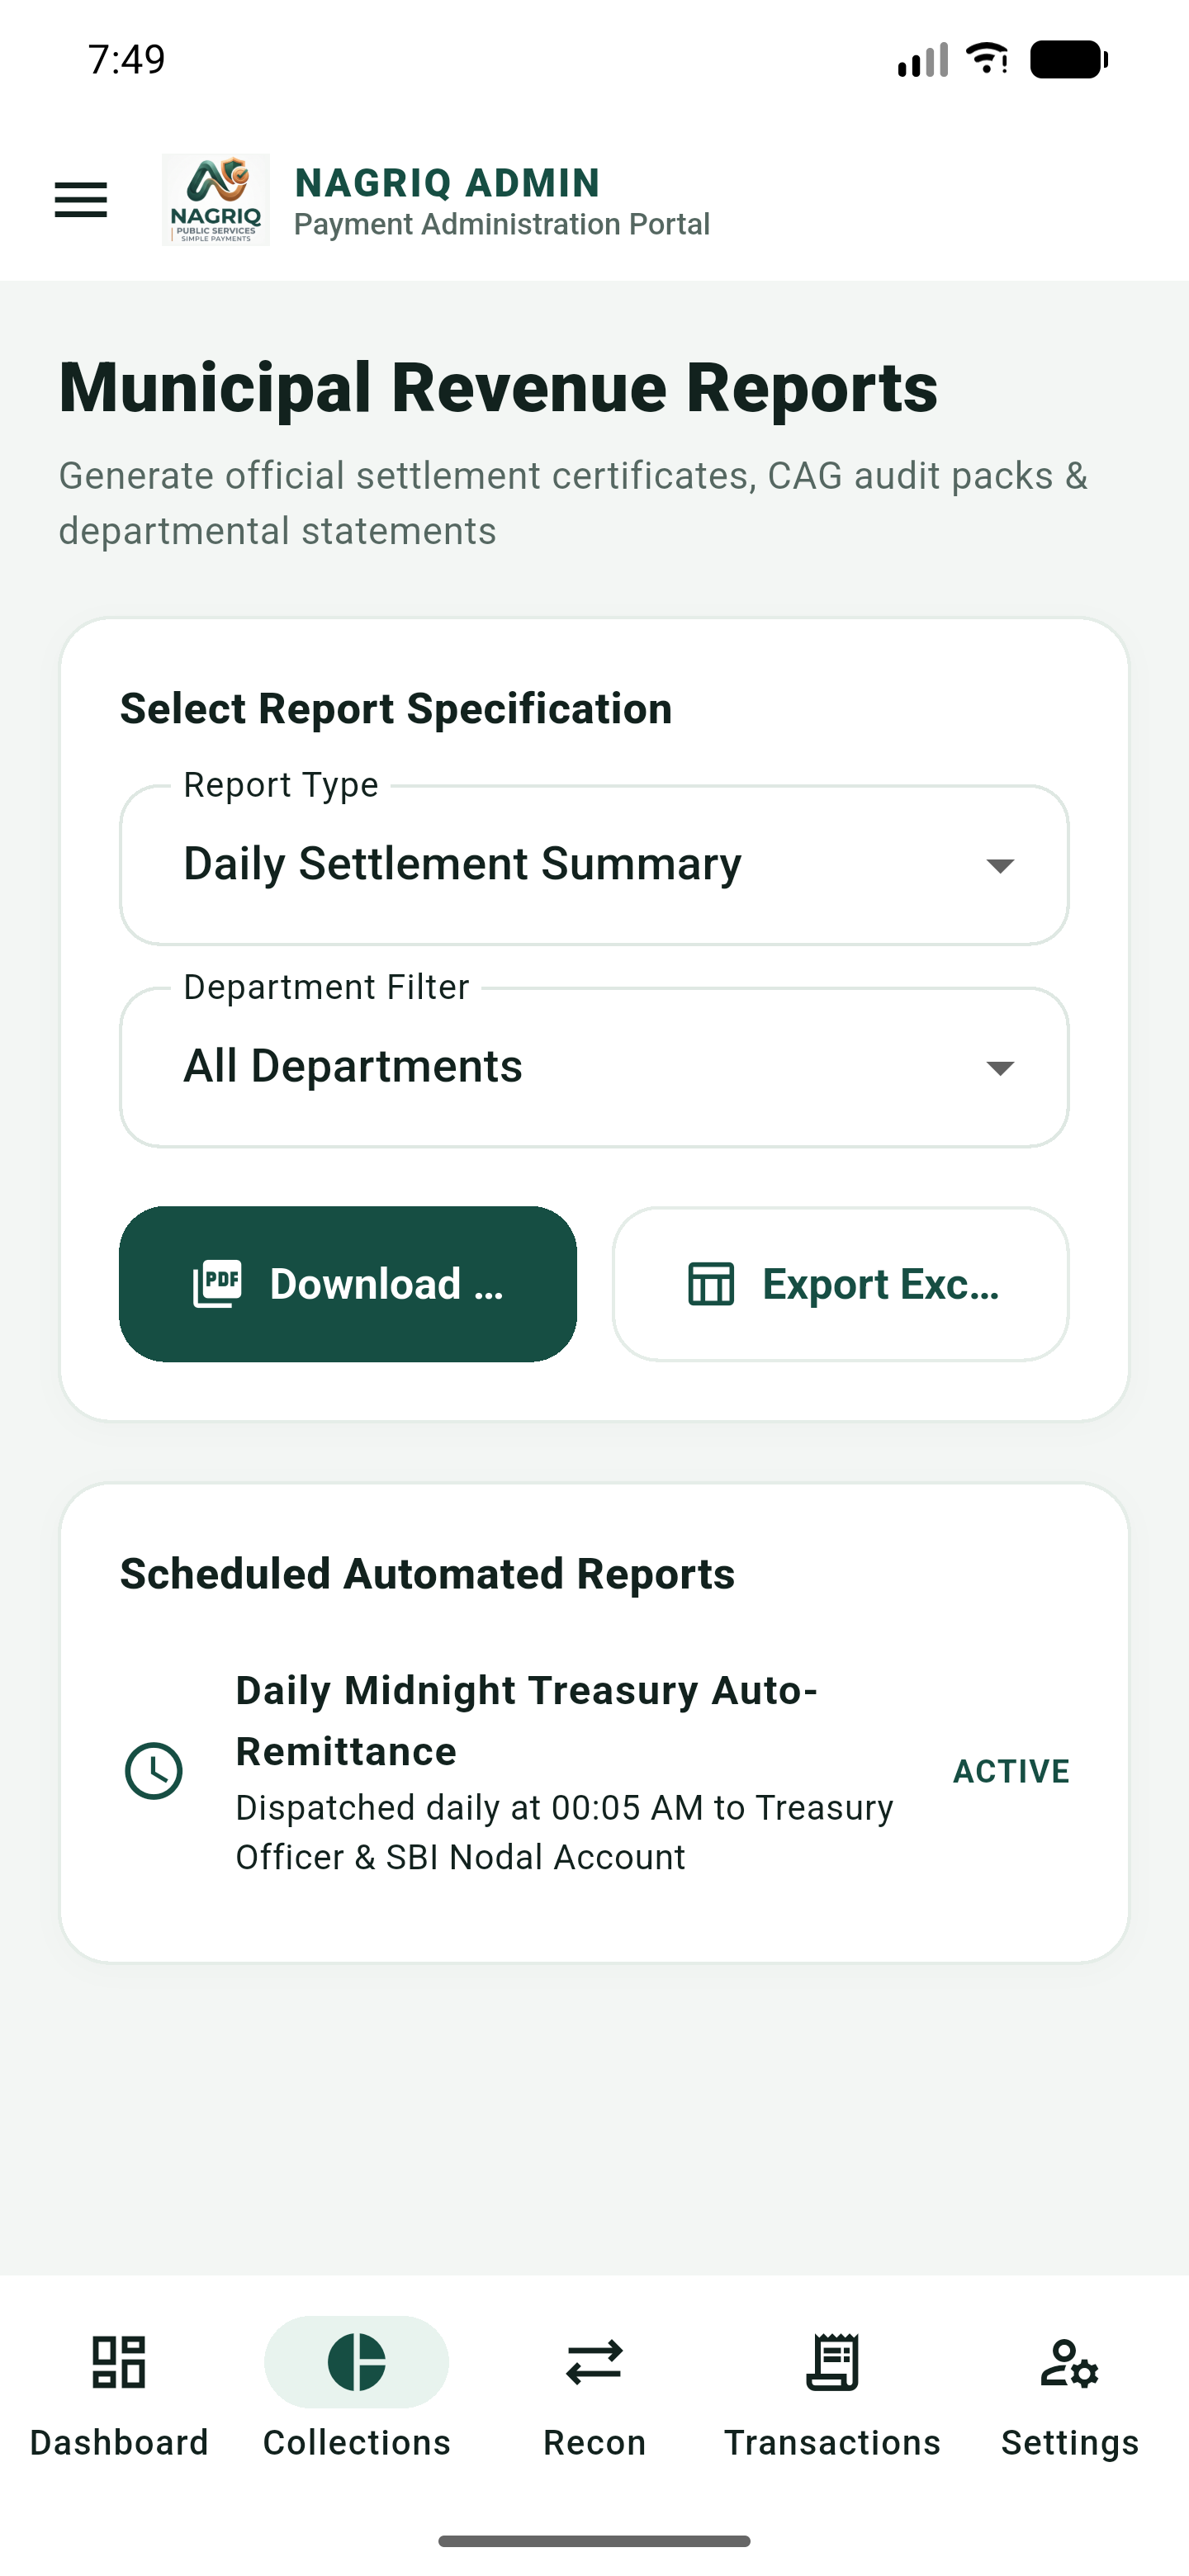 7:49
NAGRIQ
PUBLIC SERVICES
SIMPLE PAYMENTS
NAGRIQ ADMIN
Payment Administration Portal
Municipal Revenue Reports
Generate official settlement certificates, CAG audit packs &
departmental statements
Select Report Specification
Report Type
Daily Settlement Summary
Department Filter
All Departments
PDF
Download ...
Export Exc...
Scheduled Automated Reports
Daily Midnight Treasury Auto-
Remittance
ACTIVE
Dispatched daily at 00:05 AM to Treasury
Officer & SBI Nodal Account
Dashboard
Collections
Recon
Transactions
Settings